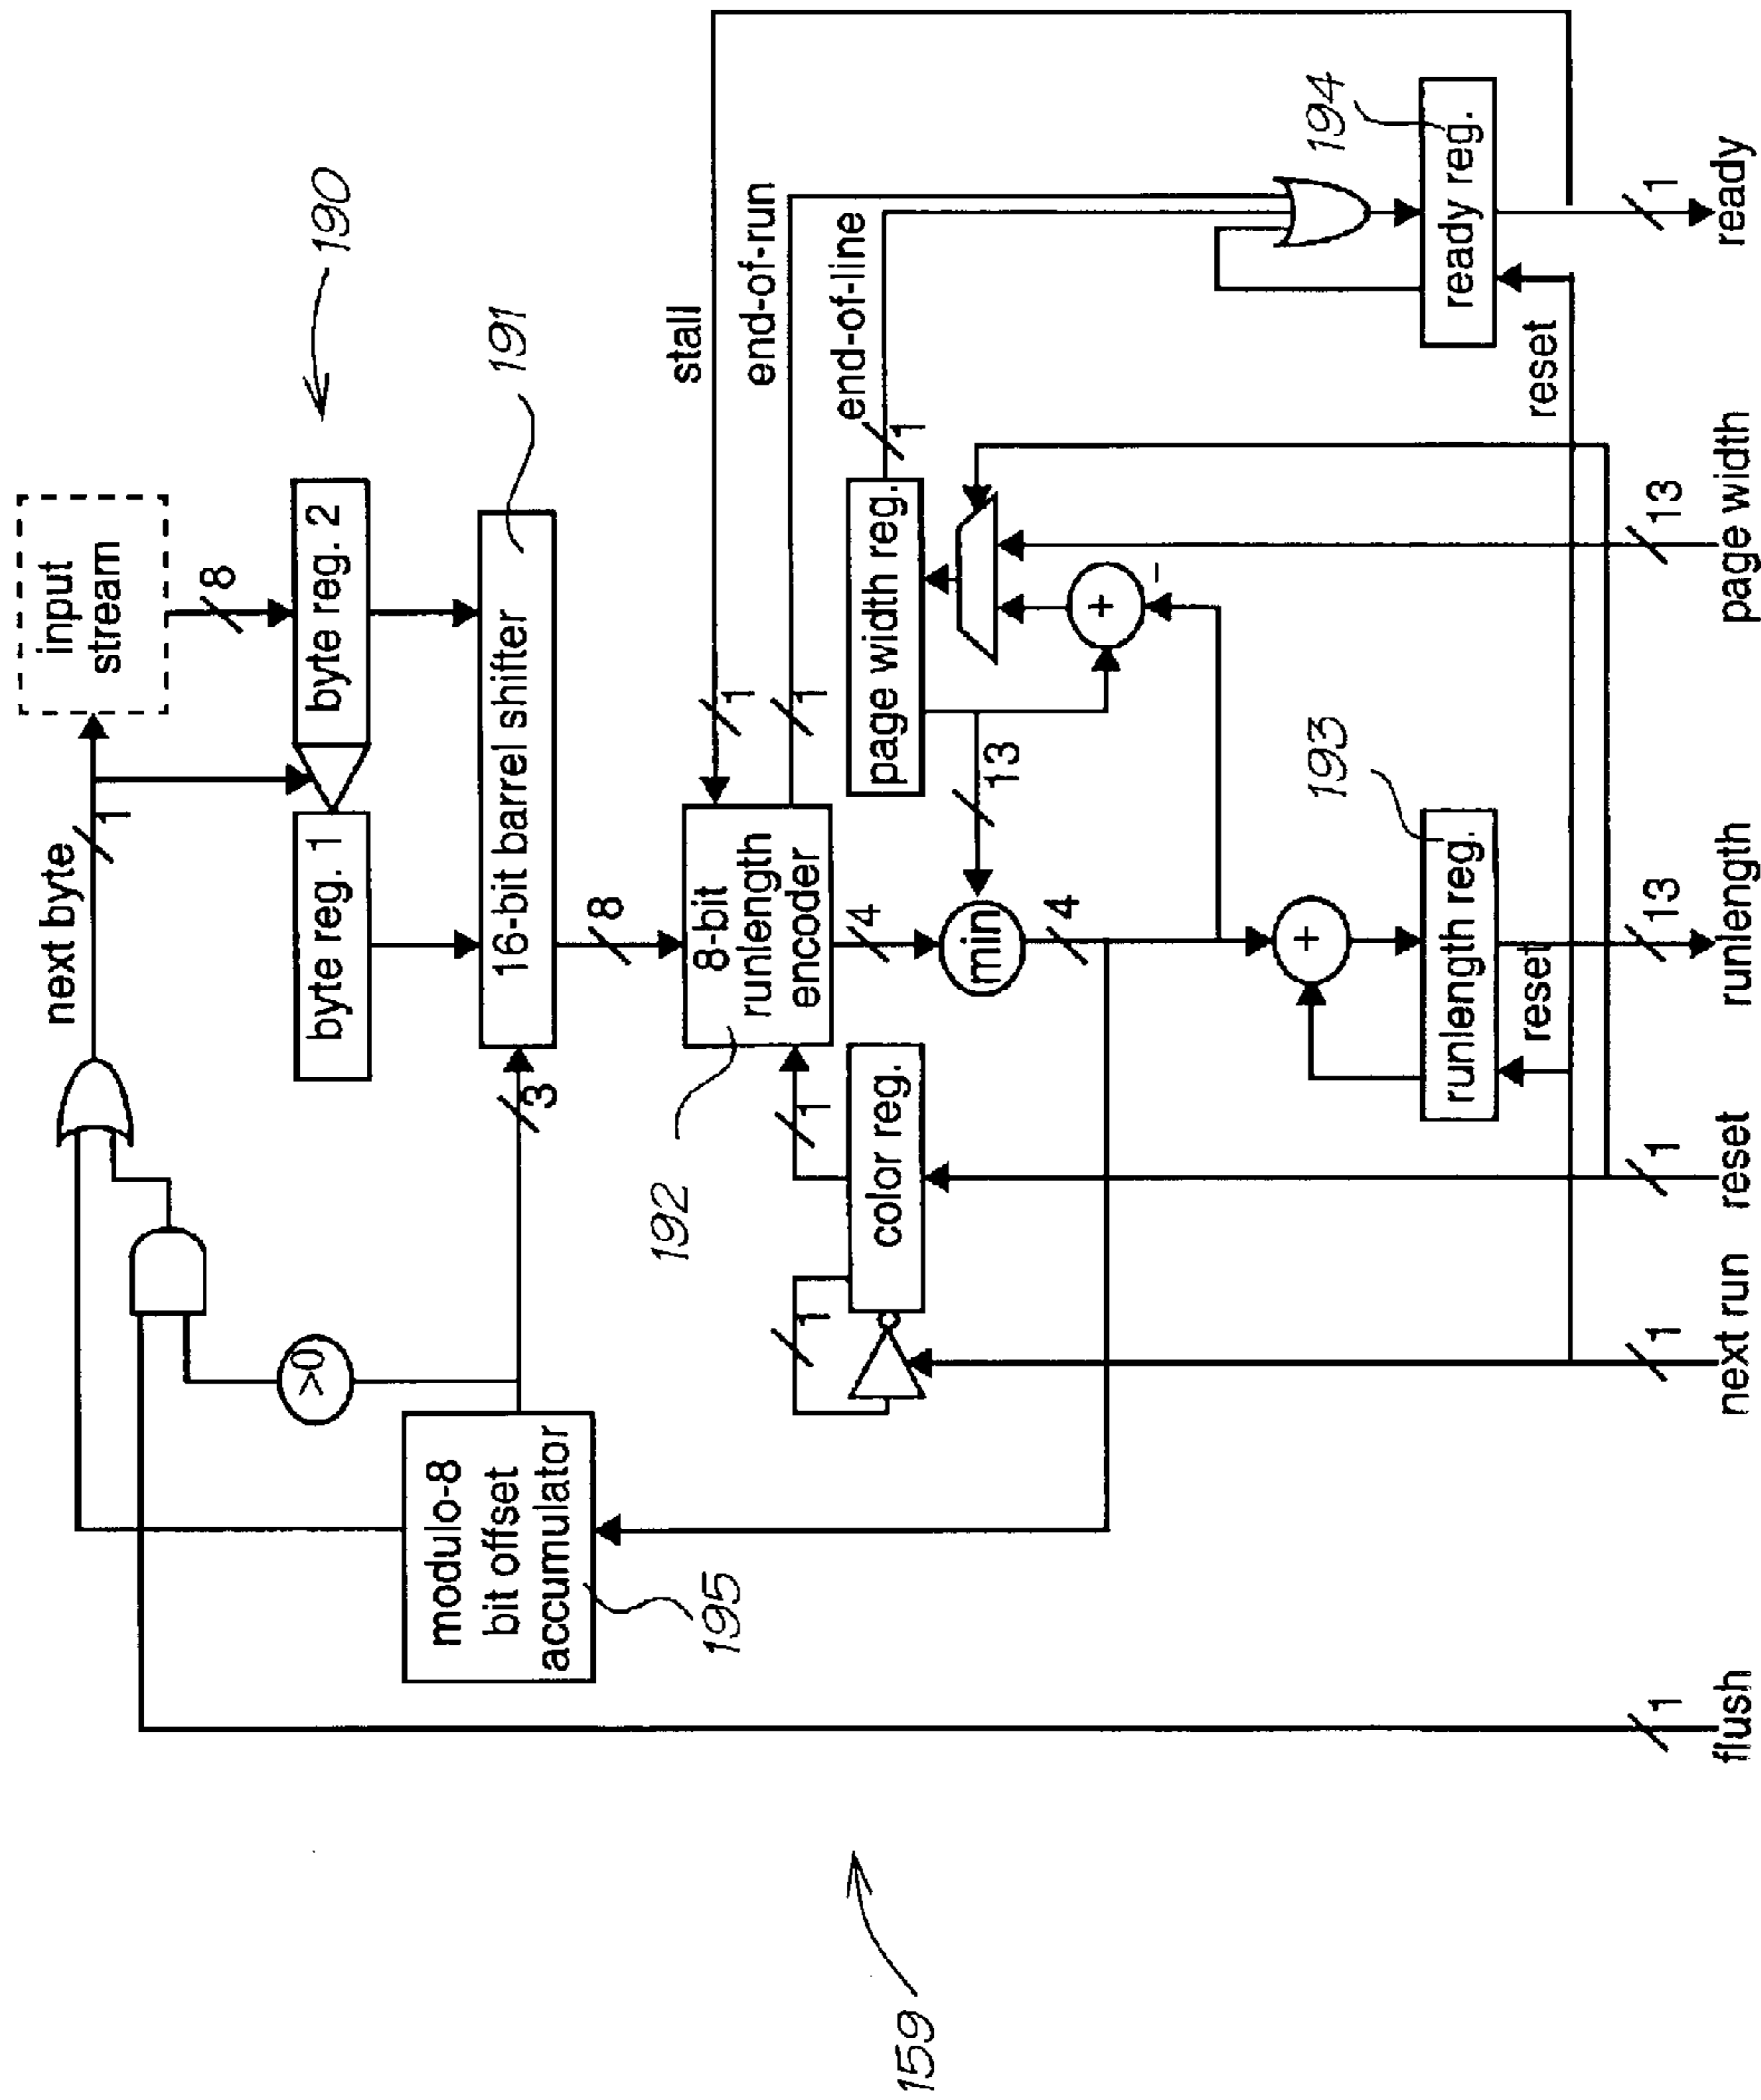 input
stream
next byte
1
8
190
byte reg. 1
byte reg. 2
16-bit barrel shifter
191
>0
3
8
modulo-8
bit offset
accumulator
195
192
8-bit
runlength
encoder
1
1
stall
end-of-run
end-of-line
1
1
1
color reg.
page width reg.
4
min
13
4
+
-
+
193
runlength reg.
reset
194
ready reg.
reset
1
flush
1
next run
1
reset
13
runlength
13
page width
1
ready
159